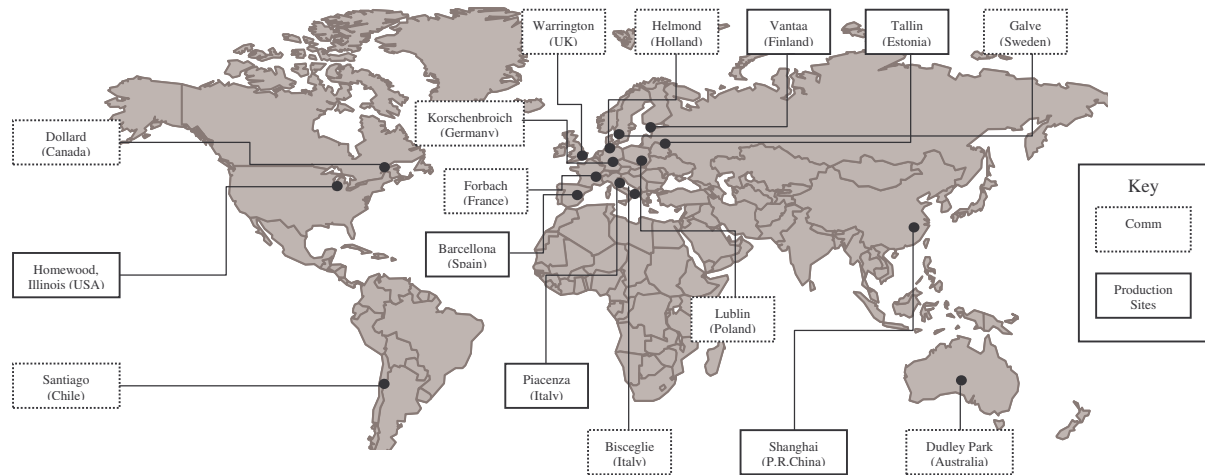 Warrington
(UK)
Helmond
(Holland)
Vantaa
(Finland)
Tallin
(Estonia)
Galve
(Sweden)
Korschenbroich
(Germany)
Dollard
(Canada)
Forbach
(France)
Key
Comm
Barcellona
(Spain)
Homewood,
Illinois (USA)
Production
Sites
Lublin
(Poland)
Santiago
(Chile)
Piacenza
(Italy)
Bisceglie
(Italy)
Shanghai
(P.R.China)
Dudley Park
(Australia)